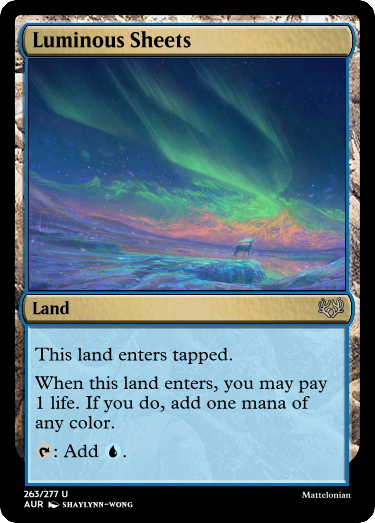 Luminous Sheets
Land
This land enters tapped.
When this land enters, you may pay
1 life. If you do, add one mana of
any color.
: Add .
263/277 U
AUR SHAYLYNN-WONG
Mattelonian